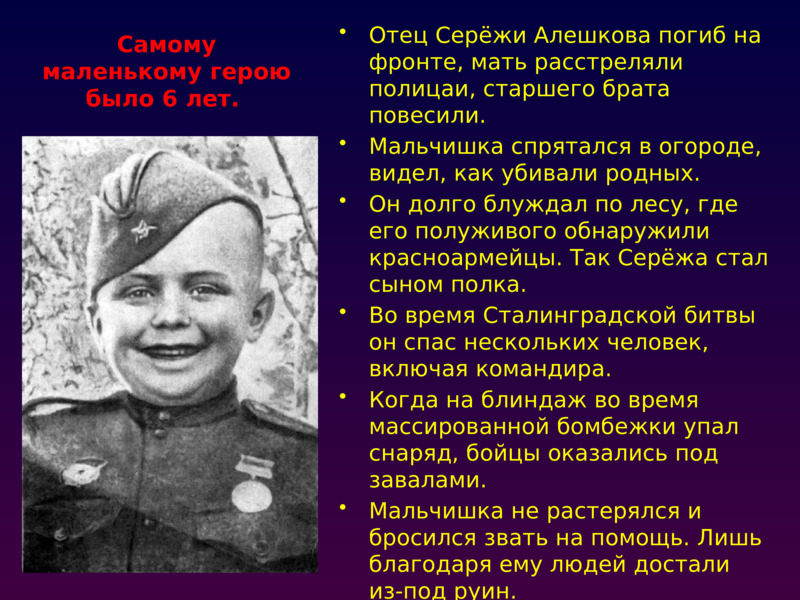 Самому
маленькому герою
было 6 лет.
• Отец Серёжи Алешкова погиб на
фронте, мать расстреляли
полицаи, старшего брата
повесили.
• Мальчишка спрятался в огороде,
видел, как убивали родных.
• Он долго блуждал по лесу, где
его полуживого обнаружили
красноармейцы. Так Серёжа стал
сыном полка.
• Во время Сталинградской битвы
он спас нескольких человек,
включая командира.
• Когда на блиндаж во время
массированной бомбежки упал
снаряд, бойцы оказались под
завалами.
• Мальчишка не растерялся и
бросился звать на помощь. Лишь
благодаря ему людей достали
из-под руин.